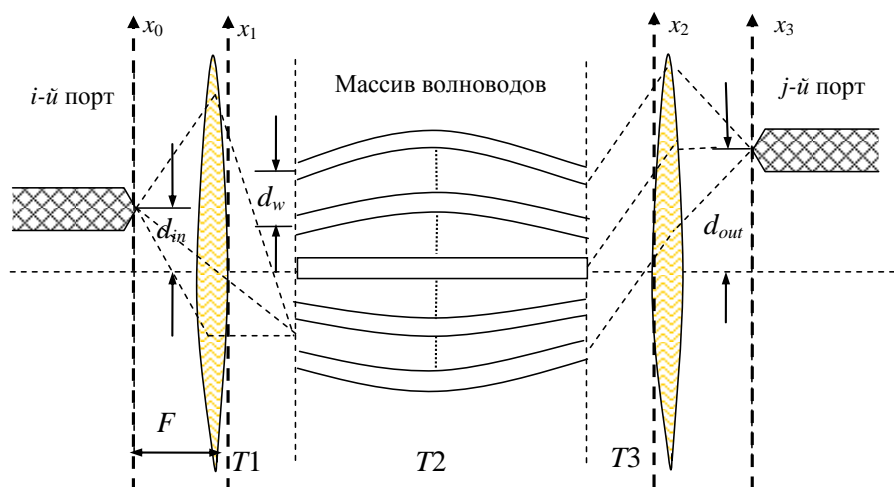 x0 x1 x2 x3
Массив волноводов
i-й порт
j-й порт
dw
din
dout
F
T1 T2 T3